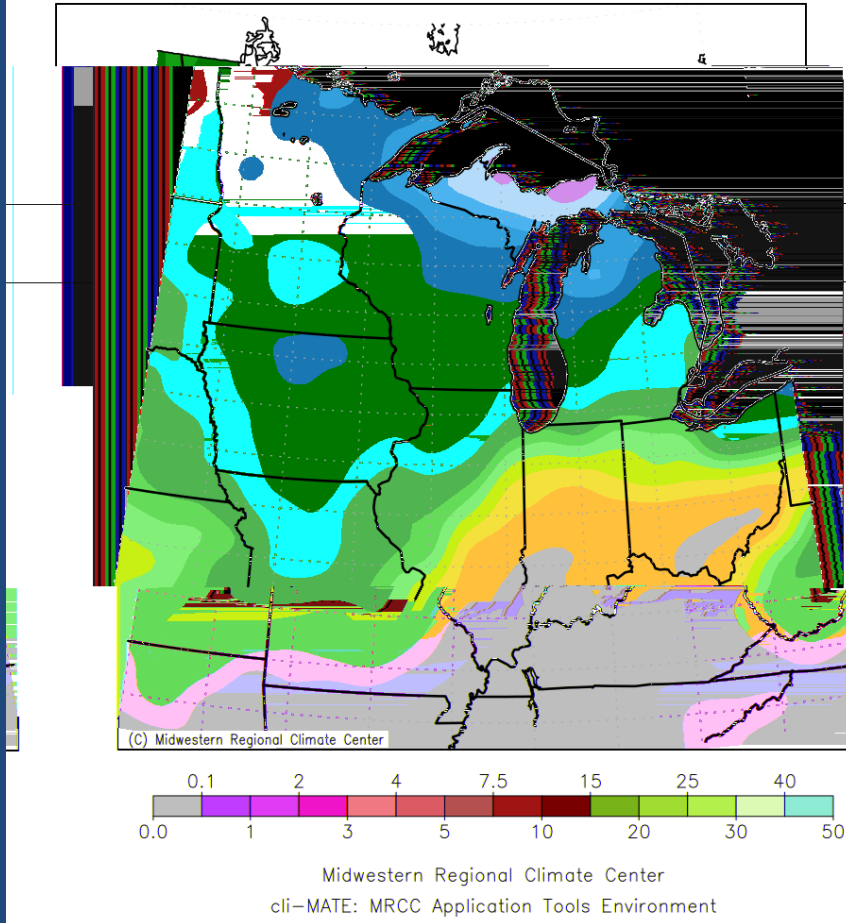 (C) Midwestern Regional Climate Center
0.1 2 4 7.5 15 25 40
0.0 1 3 5 10 20 30 50
Midwestern Regional Climate Center
cli-MATE: MRCC Application Tools Environment